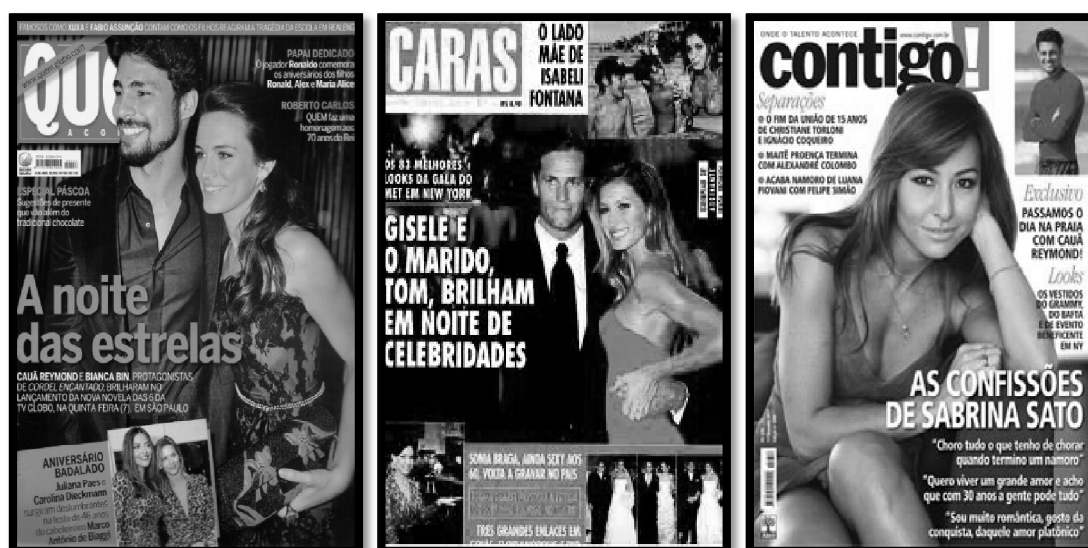 FAMOSOS COMO XUXA E FABIO ASSUNÇÃO CONTAM COMO OS FILHOS REAGIRAM A TRAGÉDIA DA ESCOLA EM REALENGO
QUEM
ACONTECE
PAPAI DEDICADO
O jogador Ronaldo comemora
os aniversários dos filhos
Ronald, Alex e Maria Alice
ROBERTO CARLOS
QUEM faz uma
homenagem aos
70 anos do Rei
ESPECIAL PÁSCOA
Sugestões de presente
que vão além do
tradicional chocolate
A noite
das estrelas
CAUÃ REYMOND E BIANCA BIN, PROTAGONISTAS
DE CORDEL ENCANTADO, BRILHARAM NO
LANÇAMENTO DA NOVA NOVELA DAS 6 DA
TV GLOBO, NA QUINTA FEIRA (7), EM SÃO PAULO
ANIVERSÁRIO
BADALADO
Juliana Paes e
Carolina Dieckmann
surgiram deslumbrantes
na festa de 46 anos
do cabeleireiro Marco
Antônio de Biaggi
CARAS
O LADO
MÃE DE
ISABELI
FONTANA
OS 83 MELHORES
LOOKS DA GALA DO
MET EM NEW YORK
GISELE E
O MARIDO,
TOM, BRILHAM
EM NOITE DE
CELEBRIDADES
SONIA BRAGA, AINDA SEXY AOS
60, VOLTA A GRAVAR NO PAÍS
TRES GRANDES ENLACES EM
ONDE O TALENTO ACONTECE
www.contigo.com.br
contigo!
Separações
O FIM DA UNIÃO DE 15 ANOS
DE CHRISTIANE TORLONI
E IGNÁCIO COQUEIRO
MAITÊ PROENÇA TERMINA
COM ALEXANDRE COLOMBO
ACABA NAMORO DE LUANA
PIOVANI COM FELIPE SIMÃO
Exclusivo
PASSAMOS O
DIA NA PRAIA
COM CAUÃ
REYMOND!
Looks
OS VESTIDOS
DO GRAMMY,
DO BAFTA
E DE EVENTO
BENEFICENTE
EM NY
AS CONFISSÕES
DE SABRINA SATO
"Choro tudo o que tenho de chorar
quando termino um namoro"
"Quero viver um grande amor e acho
que com 30 anos a gente pode tudo"
"Sou muito romântica, gosto da
conquista, daquele amor platônico"